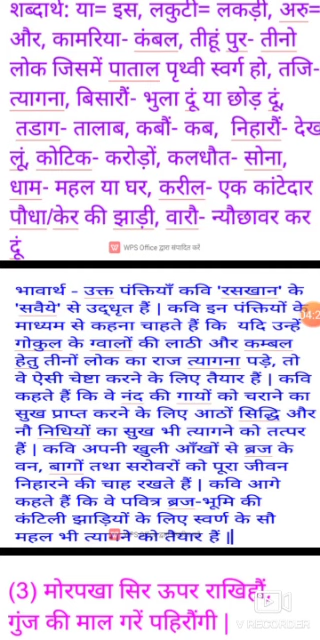 शब्दार्थ: या= इस, लकुटी= लकड़ी, अरु=
और, कामरिया- कंबल, तीहूं पुर- तीनो
लोक जिसमें पाताल पृथ्वी स्वर्ग हो, तजि-
त्यागना, बिसारौं- भुला दूं या छोड़ दूं,
तडाग- तालाब, कबौं- कब, निहारौं- देख
लूं, कोटिक- करोड़ों, कलधौत- सोना,
धाम- महल या घर, करील- एक कांटेदार
पौधा/केर की झाड़ी, वारौ- न्यौछावर कर
दूं
WPS Office द्वारा संपादित करें
भावार्थ - उक्त पंक्तियाँ कवि 'रसखान' के
'सवैये' से उद्धृत हैं | कवि इन पंक्तियों के
माध्यम से कहना चाहते हैं कि यदि उन्हें
गोकुल के ग्वालों की लाठी और कम्बल
हेतु तीनों लोक का राज त्यागना पड़े, तो
वे ऐसी चेष्टा करने के लिए तैयार हैं | कवि
कहते हैं कि वे नंद की गायों को चराने का
सुख प्राप्त करने के लिए आठों सिद्धि और
नौ निधियों का सुख भी त्यागने को तत्पर
हैं | कवि अपनी खुली आँखों से ब्रज के
वन, बागों तथा सरोवरों को पूरा जीवन
निहारने की चाह रखते हैं | कवि आगे
कहते हैं कि वे पवित्र ब्रज-भूमि की
कंटिली झाड़ियों के लिए स्वर्ण के सौ
महल भी त्यागने को तैयार हैं |
(3) मोरपखा सिर ऊपर राखिहौं,
गुंज की माल गरें पहिरौंगी |
V RECORDER